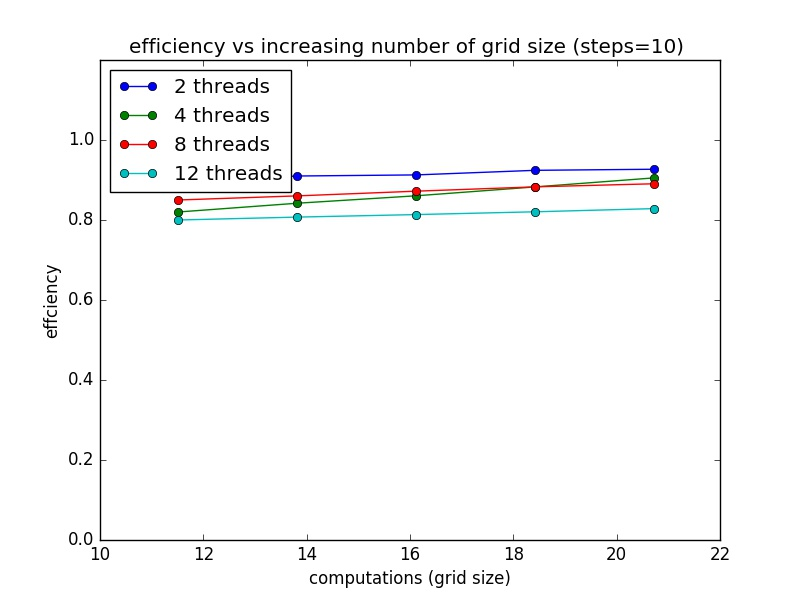 efficiency vs increasing number of grid size (steps=10)
2 threads
4 threads
8 threads
12 threads
1.0
0.8
0.6
0.4
0.2
0.0
effciency
10 12 14 16 18 20 22
computations (grid size)